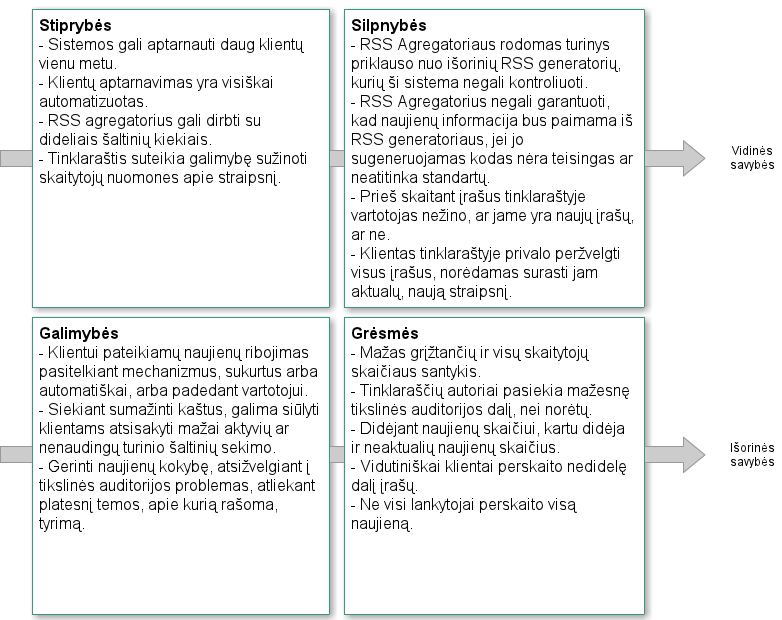 Stiprybės
- Sistemos gali aptarnauti daug klientų
vienu metu.
- Klientų aptarnavimas yra visiškai
automatizuotas.
- RSS agregatorius gali dirbti su
dideliais šaltinių kiekiais.
- Tinklaraštis suteikia galimybę sužinoti
skaitytojų nuomones apie straipsnį.
Silpnybės
- RSS Agregatoriaus rodomas turinys
priklauso nuo išorinių RSS generatorių,
kurių ši sistema negali kontroliuoti.
- RSS Agregatorius negali garantuoti,
kad naujienų informacija bus paimama iš
RSS generatoriaus, jei jo
sugeneruojamas kodas nėra teisingas ar
neatitinka standartų.
- Prieš skaitant įrašus tinklaraštyje
vartotojas nežino, ar jame yra naujų įrašų,
ar ne.
- Klientas tinklaraštyje privalo peržvelgti
visus įrašus, norėdamas surasti jam
aktualų, naują straipsnį.
Vidinės
savybės
Galimybės
- Klientui pateikiamų naujienų ribojimas
pasitelkiant mechanizmus, sukurtus arba
automatiškai, arba padedant vartotojui.
- Siekiant sumažinti kaštus, galima siūlyti
klientams atsisakyti mažai aktyvių ar
nenaudingų turinio šaltinių sekimo.
- Gerinti naujienų kokybę, atsižvelgiant į
tikslinės auditorijos problemas, atliekant
platesnį temos, apie kurią rašoma,
tyrimą.
Grėsmės
- Mažas grįžtančių ir visų skaitytojų
skaičiaus santykis.
- Tinklaraščių autoriai pasiekia mažesnę
tikslinės auditorijos dalį, nei norėtų.
- Didėjant naujienų skaičiui, kartu didėja
ir neaktualių naujienų skaičius.
- Vidutiniškai klientai perskaito nedidelę
dalį įrašų.
- Ne visi lankytojai perskaito visą
naujieną.
Išorinės
savybės